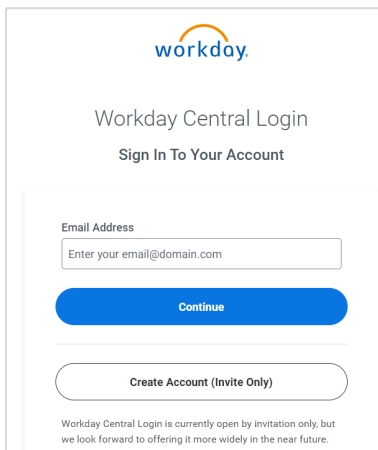 workday.
Workday Central Login
Sign In To Your Account
Email Address
Enter your email@domain.com
Continue
Create Account (Invite Only)
Workday Central Login is currently open by invitation only, but
we look forward to offering it more widely in the near future.